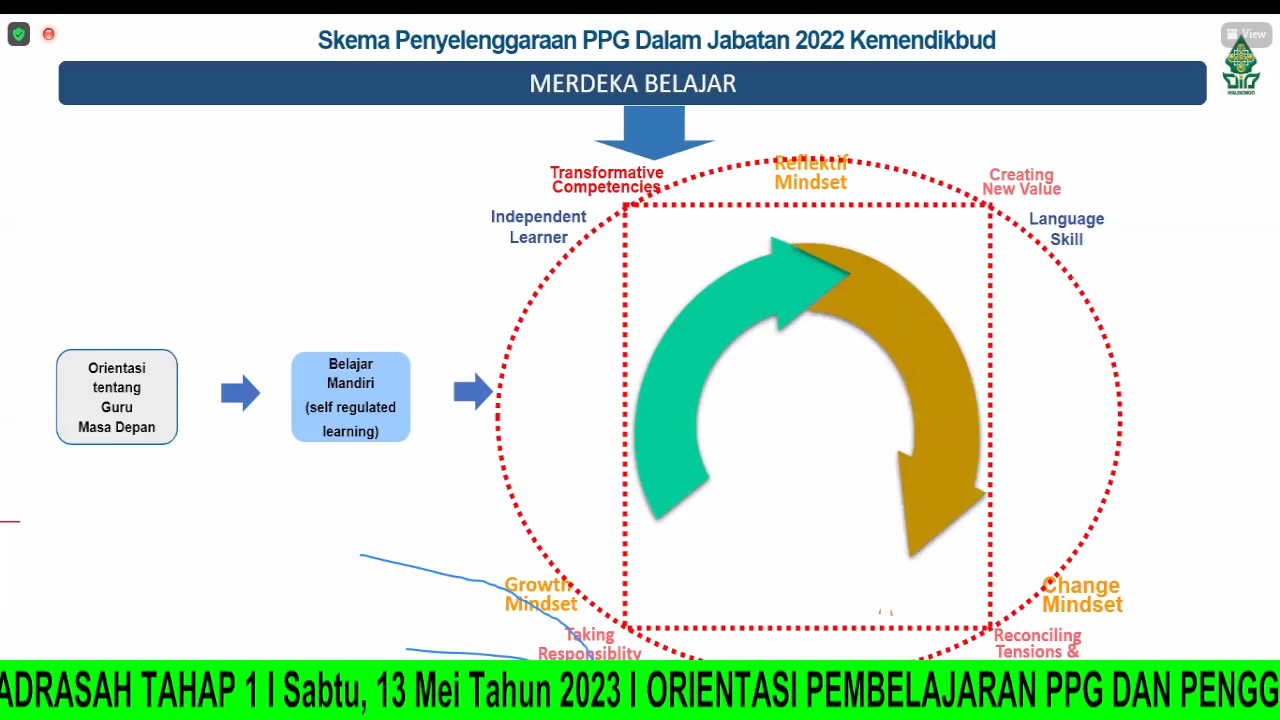 View
Skema Penyelenggaraan PPG Dalam Jabatan 2022 Kemendikbud
MERDEKA BELAJAR
WALISONGO
Transformative
Competencies
Reflektif
Mindset
Creating
New Value
Independent
Learner
Language
Skill
Orientasi
tentang
Guru
Masa Depan
Belajar
Mandiri
(self regulated
learning)
Growth
Mindset
Change
Mindset
Taking
Responsiblity
Reconciling
Tensions &
ADRASAH TAHAP 1 I Sabtu, 13 Mei Tahun 2023 I ORIENTASI PEMBELAJARAN PPG DAN PENGG